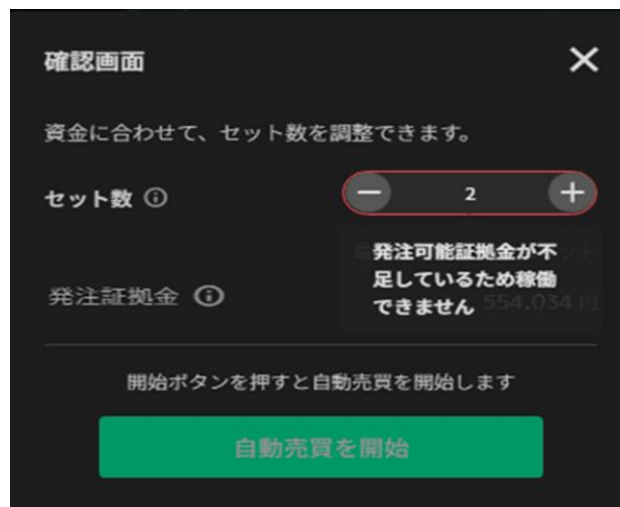 確認画面
資金に合わせて、セット数を調整できます。
セット数
2
発注可能証拠金が不
足しているため稼働
できません
発注証拠金
554,034 円
開始ボタンを押すと自動売買を開始します
自動売買を開始